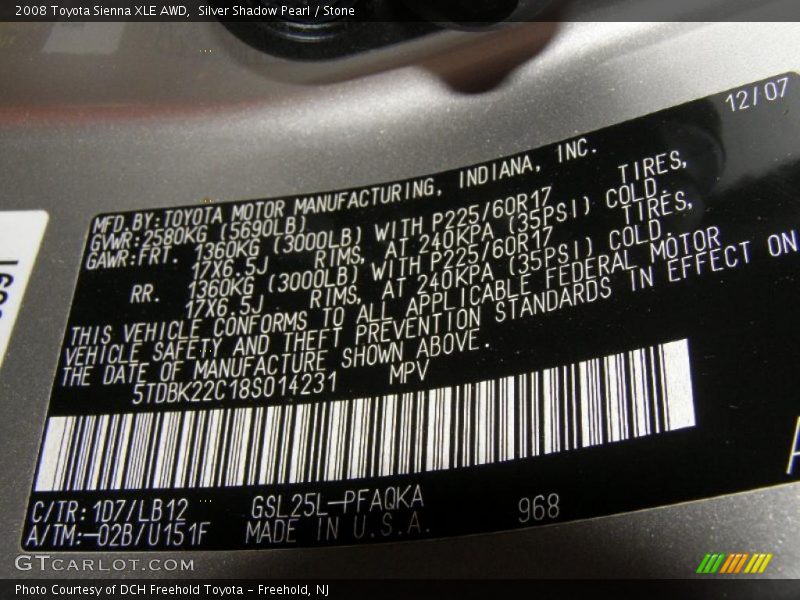 2008 Toyota Sienna XLE AWD,  Silver Shadow Pearl / Stone
12/07
MFD.BY:TOYOTA MOTOR MANUFACTURING, INDIANA, INC.
GVWR:2580KG (5690LB)
GAWR:FRT. 1360KG (3000LB) WITH P225/60R17 TIRES,
17X6.5J RIMS, AT 240KPA (35PSI) COLD.
RR. 1360KG (3000LB) WITH P225/60R17 TIRES,
17X6.5J RIMS, AT 240KPA (35PSI) COLD.
THIS VEHICLE CONFORMS TO ALL APPLICABLE FEDERAL MOTOR
VEHICLE SAFETY AND THEFT PREVENTION STANDARDS IN EFFECT ON
THE DATE OF MANUFACTURE SHOWN ABOVE.
5TDBK22C18S014231 MPV
C/TR:1D7/LB12 GSL25L-PFAQKA
A/TM:-02B/U151F MADE IN U.S.A. 968
GTCARLOT.COM
Photo Courtesy of DCH Freehold Toyota - Freehold, NJ